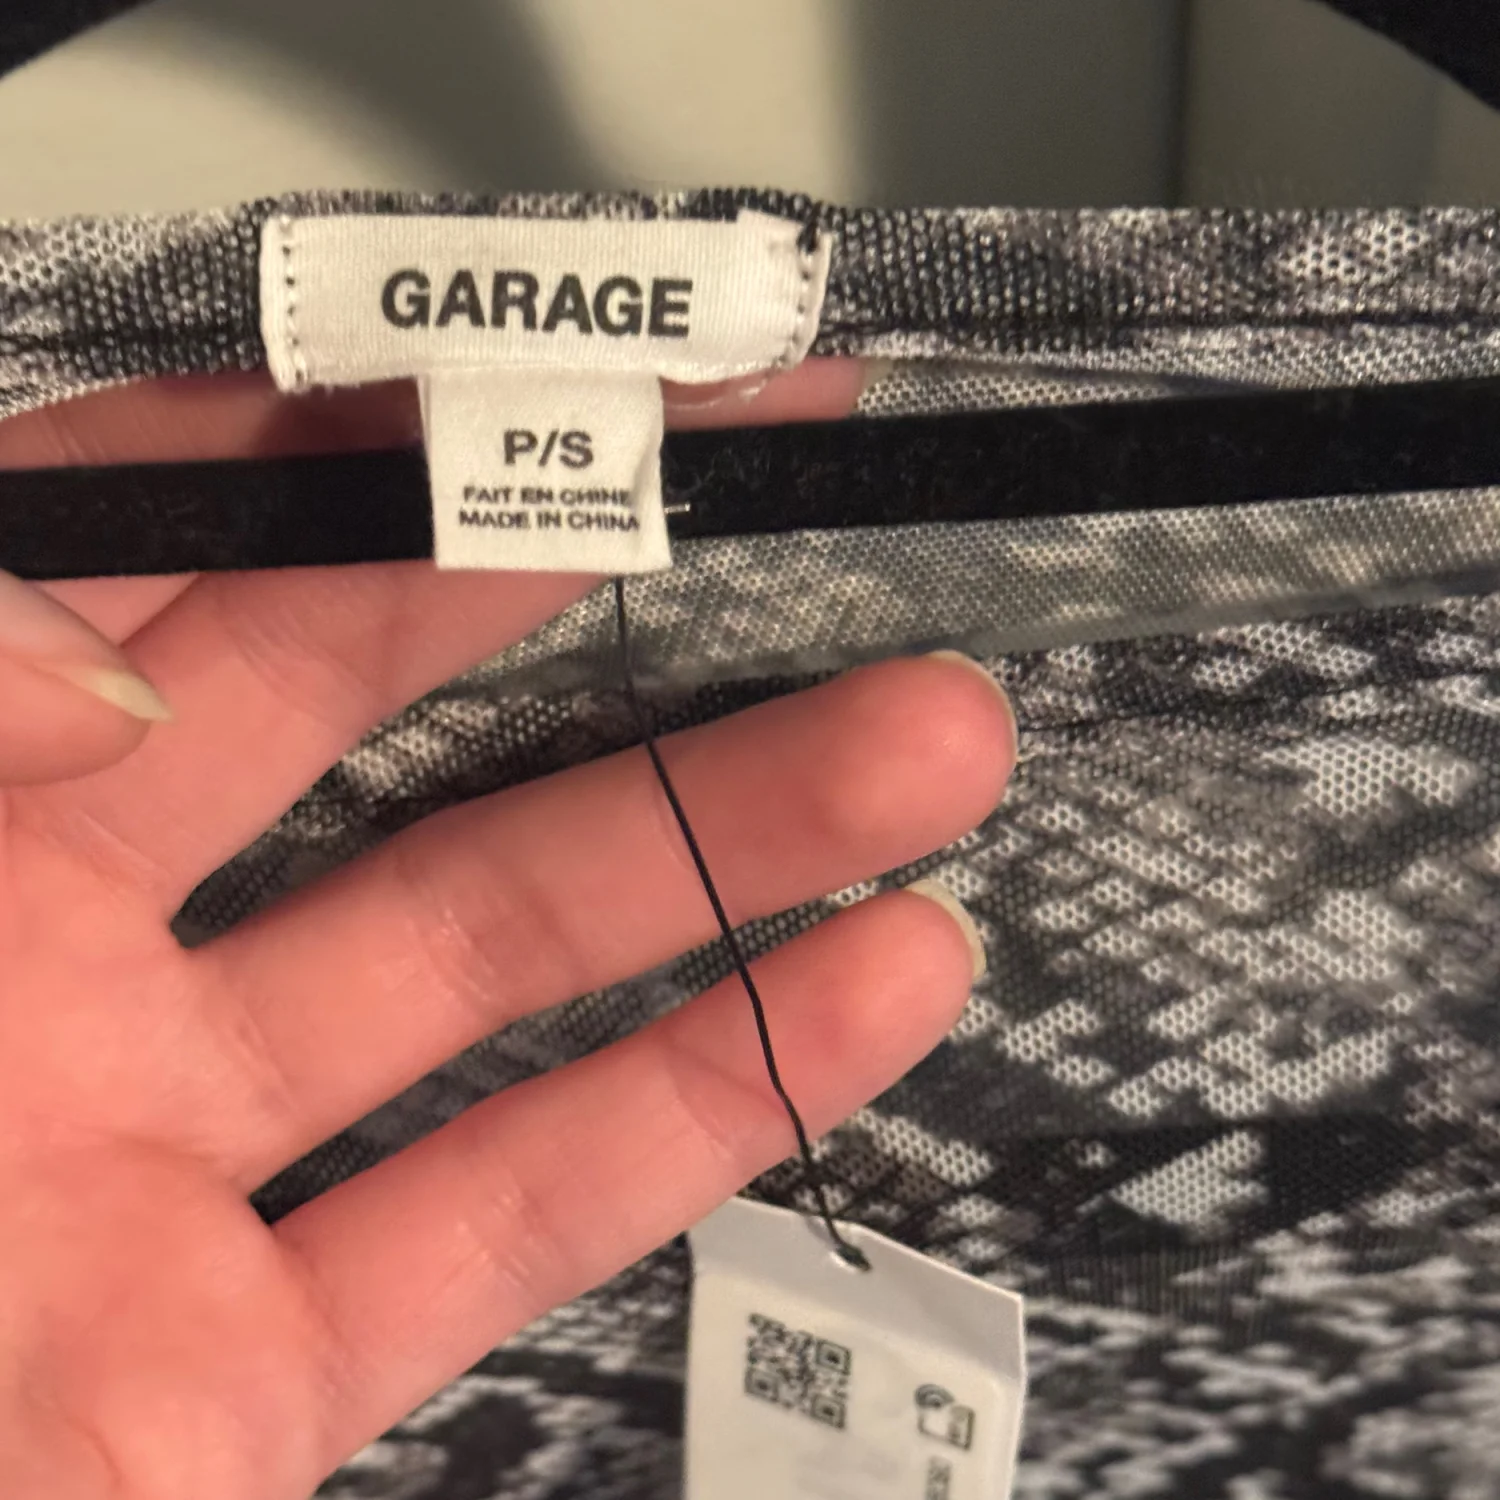 GARAGE
P/S
FAIT EN CHINE
MADE IN CHINA